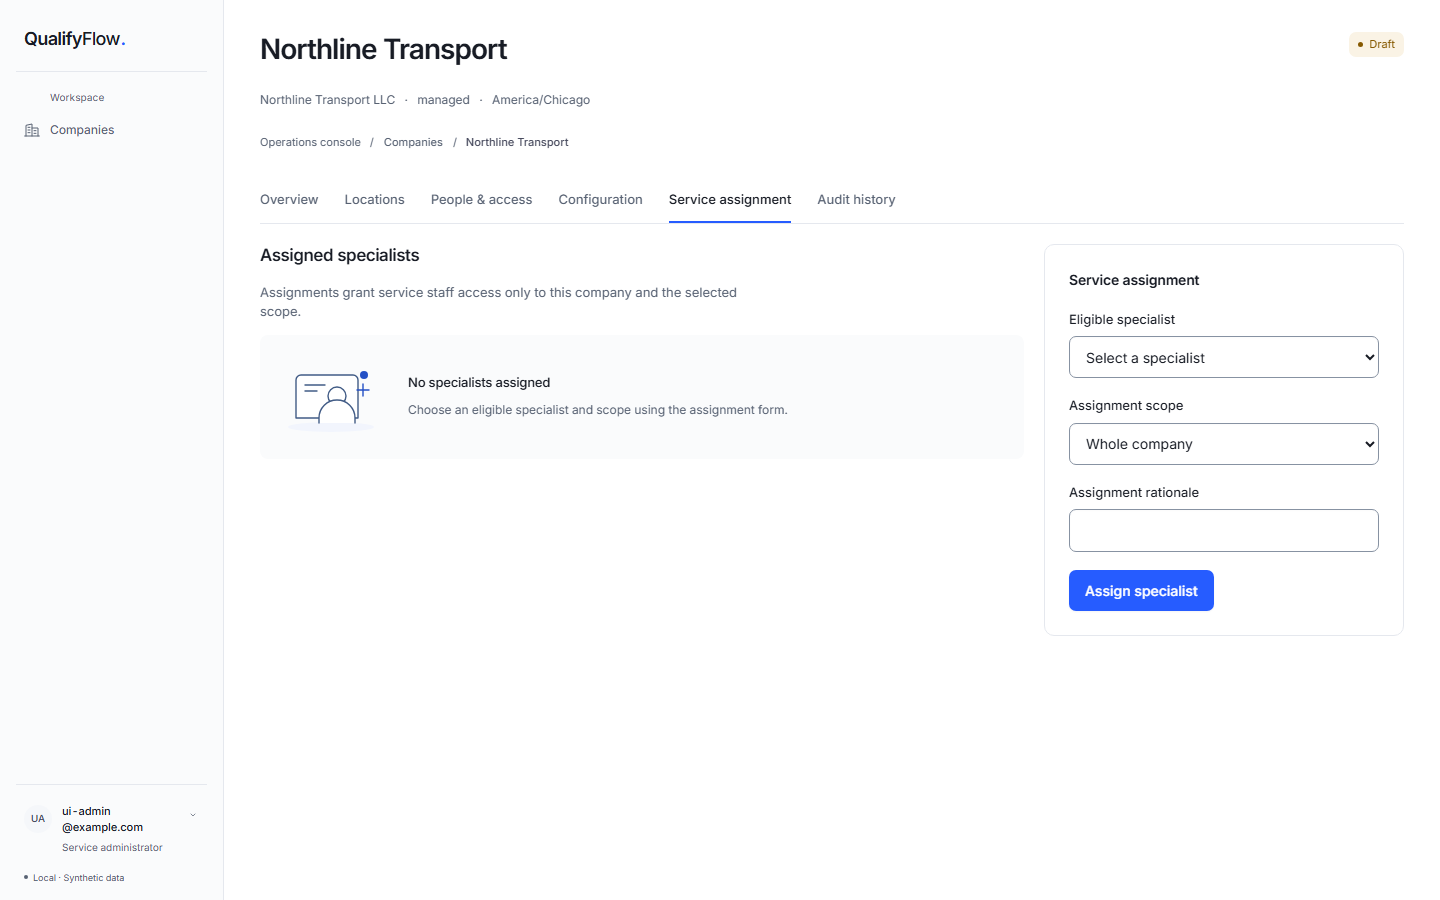 QualifyFlow.
Workspace
Companies
ui-admin
@example.com
UA
Service administrator
Local · Synthetic data
Northline Transport
Draft
Northline Transport LLC · managed · America/Chicago
Operations console / Companies / Northline Transport
Overview Locations People & access Configuration Service assignment Audit history
Assigned specialists
Assignments grant service staff access only to this company and the selected
scope.
No specialists assigned
Choose an eligible specialist and scope using the assignment form.
Service assignment
Eligible specialist
Select a specialist
Assignment scope
Whole company
Assignment rationale
Assign specialist